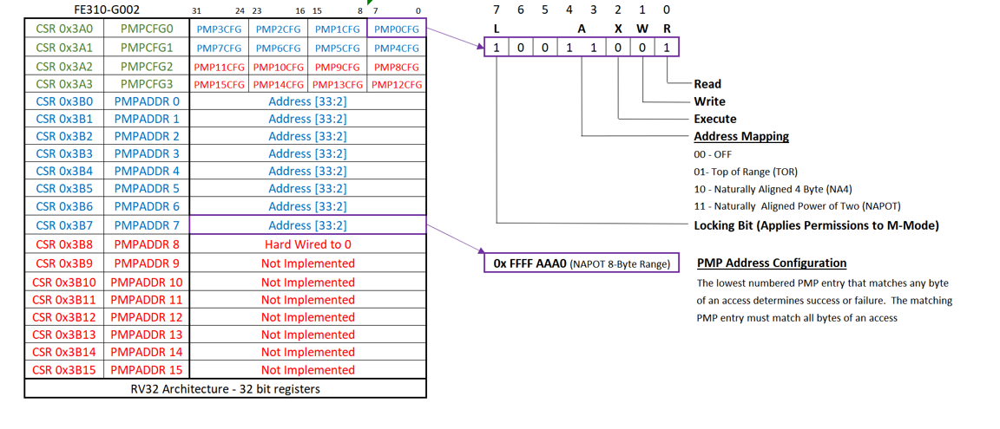 FE310-G002 31 24 23 16 15 8 7 0
CSR 0x3A0 PMPCFG0 PMP3CFG PMP2CFG PMP1CFG PMP0CFG
CSR 0x3A1 PMPCFG1 PMP7CFG PMP6CFG PMP5CFG PMP4CFG
CSR 0x3A2 PMPCFG2 PMP11CFG PMP10CFG PMP9CFG PMP8CFG
CSR 0x3A3 PMPCFG3 PMP15CFG PMP14CFG PMP13CFG PMP12CFG
CSR 0x3B0 PMPADDR 0 Address [33:2]
CSR 0x3B1 PMPADDR 1 Address [33:2]
CSR 0x3B2 PMPADDR 2 Address [33:2]
CSR 0x3B3 PMPADDR 3 Address [33:2]
CSR 0x3B4 PMPADDR 4 Address [33:2]
CSR 0x3B5 PMPADDR 5 Address [33:2]
CSR 0x3B6 PMPADDR 6 Address [33:2]
CSR 0x3B7 PMPADDR 7 Address [33:2]
CSR 0x3B8 PMPADDR 8 Hard Wired to 0
CSR 0x3B9 PMPADDR 9 Not Implemented
CSR 0x3B10 PMPADDR 10 Not Implemented
CSR 0x3B11 PMPADDR 11 Not Implemented
CSR 0x3B12 PMPADDR 12 Not Implemented
CSR 0x3B13 PMPADDR 13 Not Implemented
CSR 0x3B14 PMPADDR 14 Not Implemented
CSR 0x3B15 PMPADDR 15 Not Implemented
RV32 Architecture - 32 bit registers
7 6 5 4 3 2 1 0
L A X W R
1 0 0 1 1 0 0 1
Read
Write
Execute
Address Mapping
00 - OFF
01- Top of Range (TOR)
10 - Naturally Aligned 4 Byte (NA4)
11 - Naturally Aligned Power of Two (NAPOT)
Locking Bit (Applies Permissions to M-Mode)
0x FFFF AAA0 (NAPOT 8-Byte Range)
PMP Address Configuration
The lowest numbered PMP entry that matches any byte
of an access determines success or failure. The matching
PMP entry must match all bytes of an access